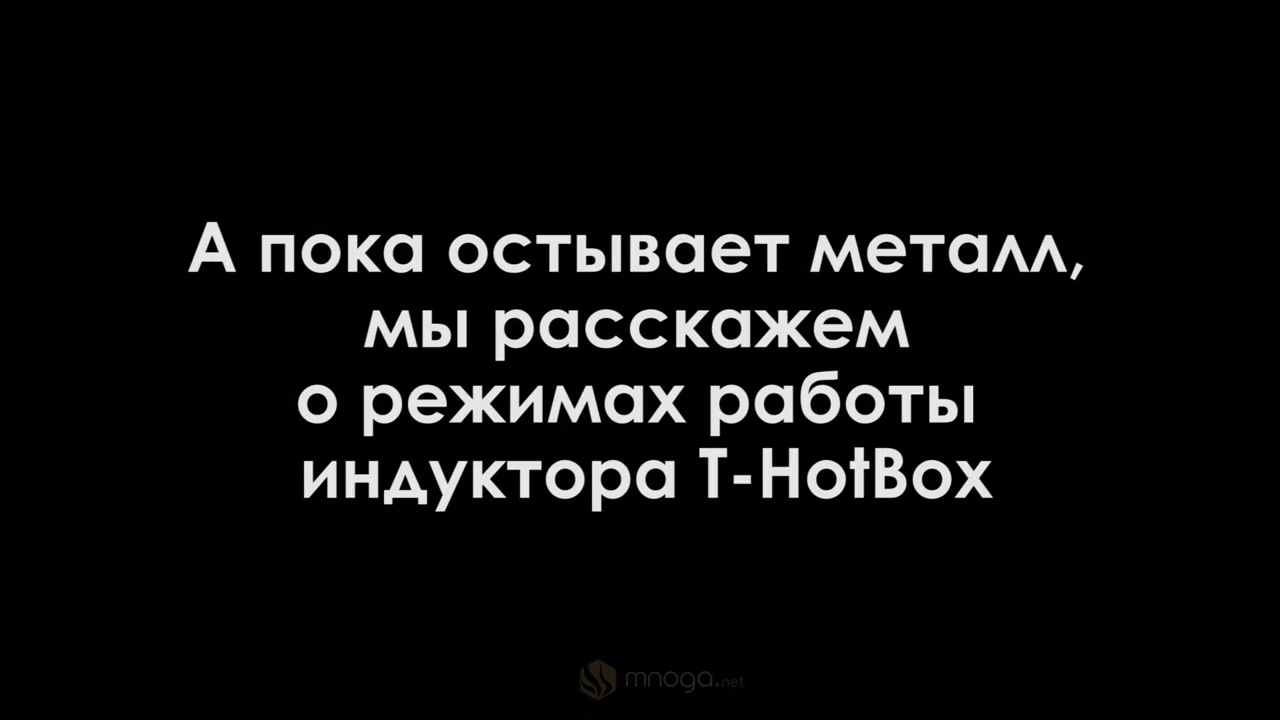 А пока остывает металл,
мы расскажем
о режимах работы
индуктора T-HotBox
mnoga.net